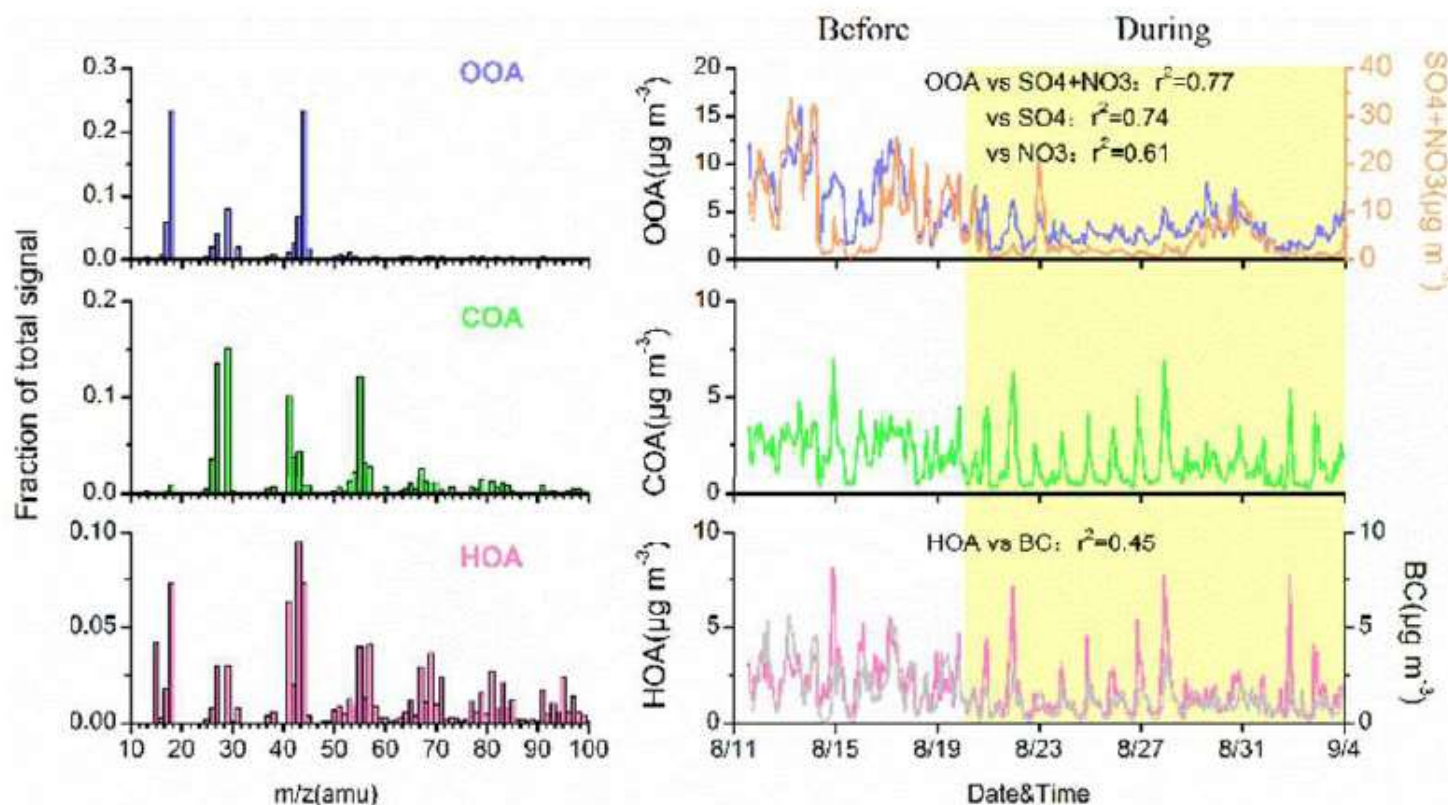 Before During
Fraction of total signal
0.3
0.2
0.1
0.0
OOA
0.2
0.1
0.0
COA
0.10
0.05
0.00
HOA
10 20 30 40 50 60 70 80 90 100
m/z(amu)
OOA(μg m⁻³)
20
15
10
5
0
OOA vs SO4+NO3: r²=0.77
vs SO4: r²=0.74
vs NO3: r²=0.61
40
30
20
10
0
SO4+NO3(μg m⁻³)
COA(μg m⁻³)
10
5
0
HOA(μg m⁻³)
10
5
0
HOA vs BC: r²=0.45
10
5
0
BC(μg m⁻³)
8/11 8/15 8/19 8/23 8/27 8/31 9/4
Date&Time